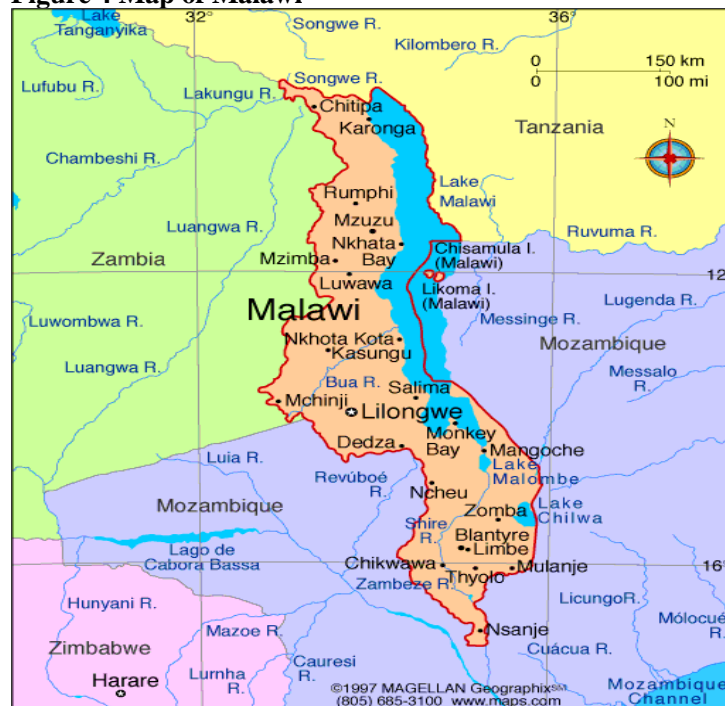 Figure 4 Map of Malawi
Lake
Tanganyika
32°
36°
Songwe R.
Kilombero R.
0 150 km
0 100 mi
Lufubu R.
Lakungu R.
Songwe R.
Chitipa
Karonga
Tanzania
N
Chambeshi R.
Rumphi
Lake
Malawi
Mzuzu
Luangwa R.
Nkhata
Bay
Ruvuma R.
Chisamula I.
(Malawi)
Zambia
Mzimba
Luwawa
12
Likoma I.
(Malawi)
Lugenda R.
Malawi
Messinge R.
Luwombwa R.
Nkhota Kota
Kasungu
Mozambique
Luangwa R.
Messalo
R.
Bua R.
Salima
Mchinji
Lilongwe
Monkey
Bay
Dedza
Mangoche
Luia R.
Lake
Malombe
Revúboé
R.
Ncheu
Mozambique
Zomba
Lake
Chilwa
Shire
R.
Blantyre
Limbe
Lago de
Cabora Bassa
Chikwawa
Thyolo
Mulanje
16°
Zambeze R.
Hunyani R.
LicungoR.
Mólocué
R.
Mazoe R.
Nsanje
Zimbabwe
Cuácua R.
Lurnha
R.
Cauresi
R.
Harare
Mozambique
Channel
©1997 MAGELLAN Geographix℠
(805) 685-3100 www.maps.com